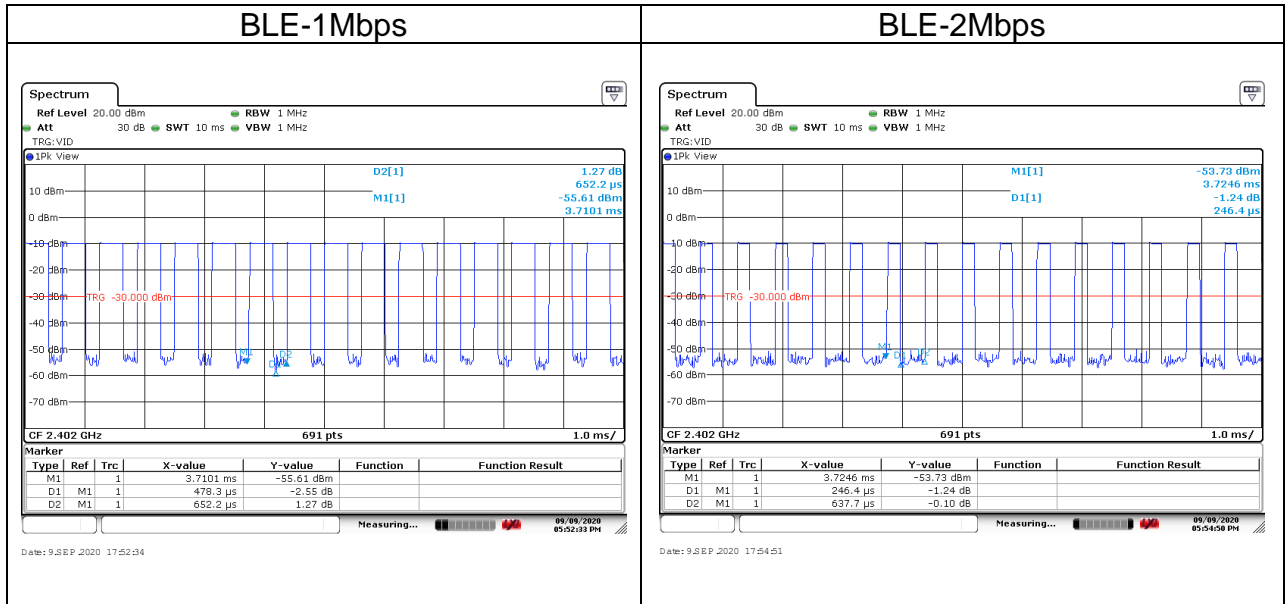 BLE-1Mbps
BLE-2Mbps
Spectrum
Ref Level 20.00 dBm RBW 1 MHz
Att 30 dB SWT 10 ms VBW 1 MHz
TRG:VID
1Pk View
D2[1] 1.27 dB
652.2 µs
M1[1] -55.61 dBm
3.7101 ms
10 dBm
0 dBm
-10 dBm
-20 dBm
-30 dBm TRG -30.000 dBm
-40 dBm
-50 dBm
M1 D2
-60 dBm
-70 dBm
CF 2.402 GHz 691 pts 1.0 ms/
Marker
Type Ref Trc X-value Y-value Function Function Result
M1 1 3.7101 ms -55.61 dBm
D1 M1 1 478.3 µs -2.55 dB
D2 M1 1 652.2 µs 1.27 dB
Measuring... 09/09/2020
05:52:33 PM
Date: 9.SEP.2020 17:52:34
Spectrum
Ref Level 20.00 dBm RBW 1 MHz
Att 30 dB SWT 10 ms VBW 1 MHz
TRG:VID
1Pk View
M1[1] -53.73 dBm
3.7246 ms
D1[1] -1.24 dB
246.4 µs
10 dBm
0 dBm
-10 dBm
-20 dBm
-30 dBm TRG -30.000 dBm
-40 dBm
-50 dBm
M1
D1
-60 dBm
-70 dBm
CF 2.402 GHz 691 pts 1.0 ms/
Marker
Type Ref Trc X-value Y-value Function Function Result
M1 1 3.7246 ms -53.73 dBm
D1 M1 1 246.4 µs -1.24 dB
D2 M1 1 637.7 µs -0.10 dB
Measuring... 09/09/2020
05:54:50 PM
Date: 9.SEP.2020 17:54:51